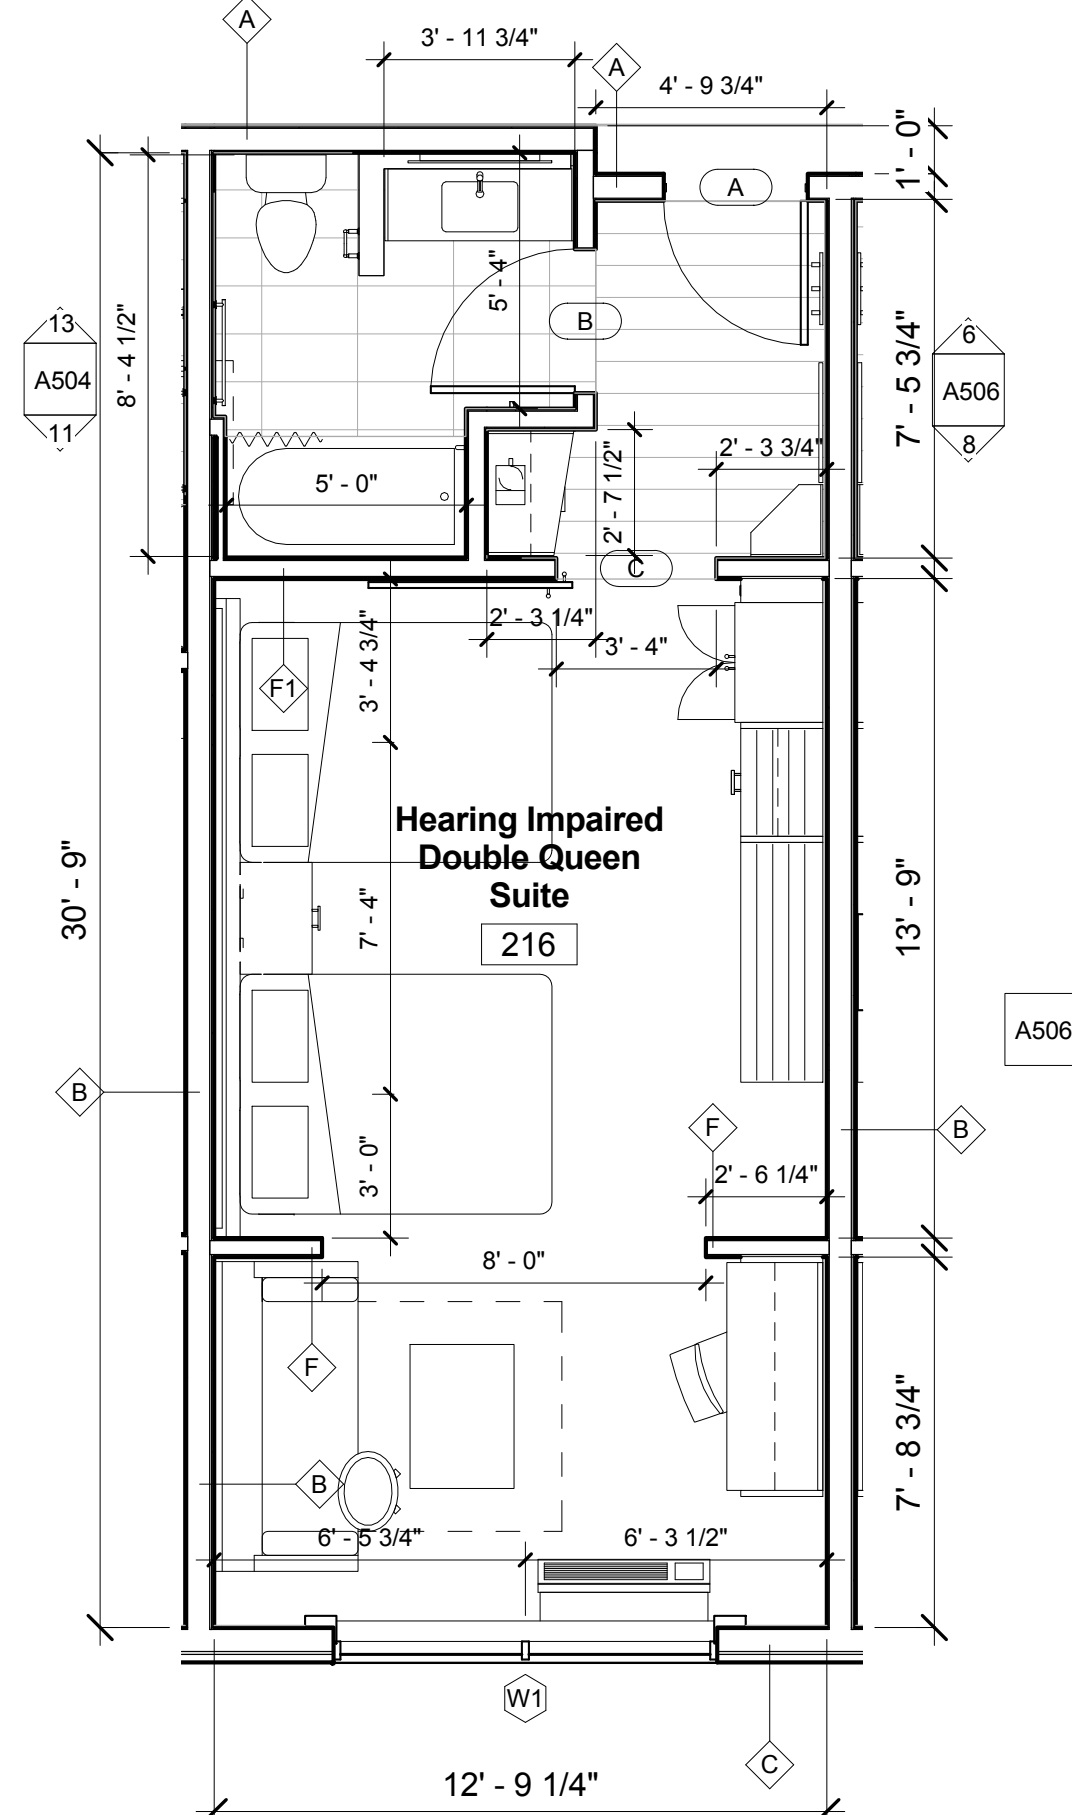 A
3' - 11 3/4"
A
4' - 9 3/4"
1' - 0"
A
5' - 4"
B
13
A504
11
8' - 4 1/2"
7' - 5 3/4"
6
A506
8
2' - 3 3/4"
2' - 7 1/2"
5' - 0"
C
2' - 3 1/4"
3' - 4"
3' - 4 3/4"
F1
Hearing Impaired
Double Queen
Suite
216
30' - 9"
7' - 4"
13' - 9"
A506
B
F
B
3' - 0"
2' - 6 1/4"
8' - 0"
F
7' - 8 3/4"
B
6' - 5 3/4"
6' - 3 1/2"
W1
C
12' - 9 1/4"